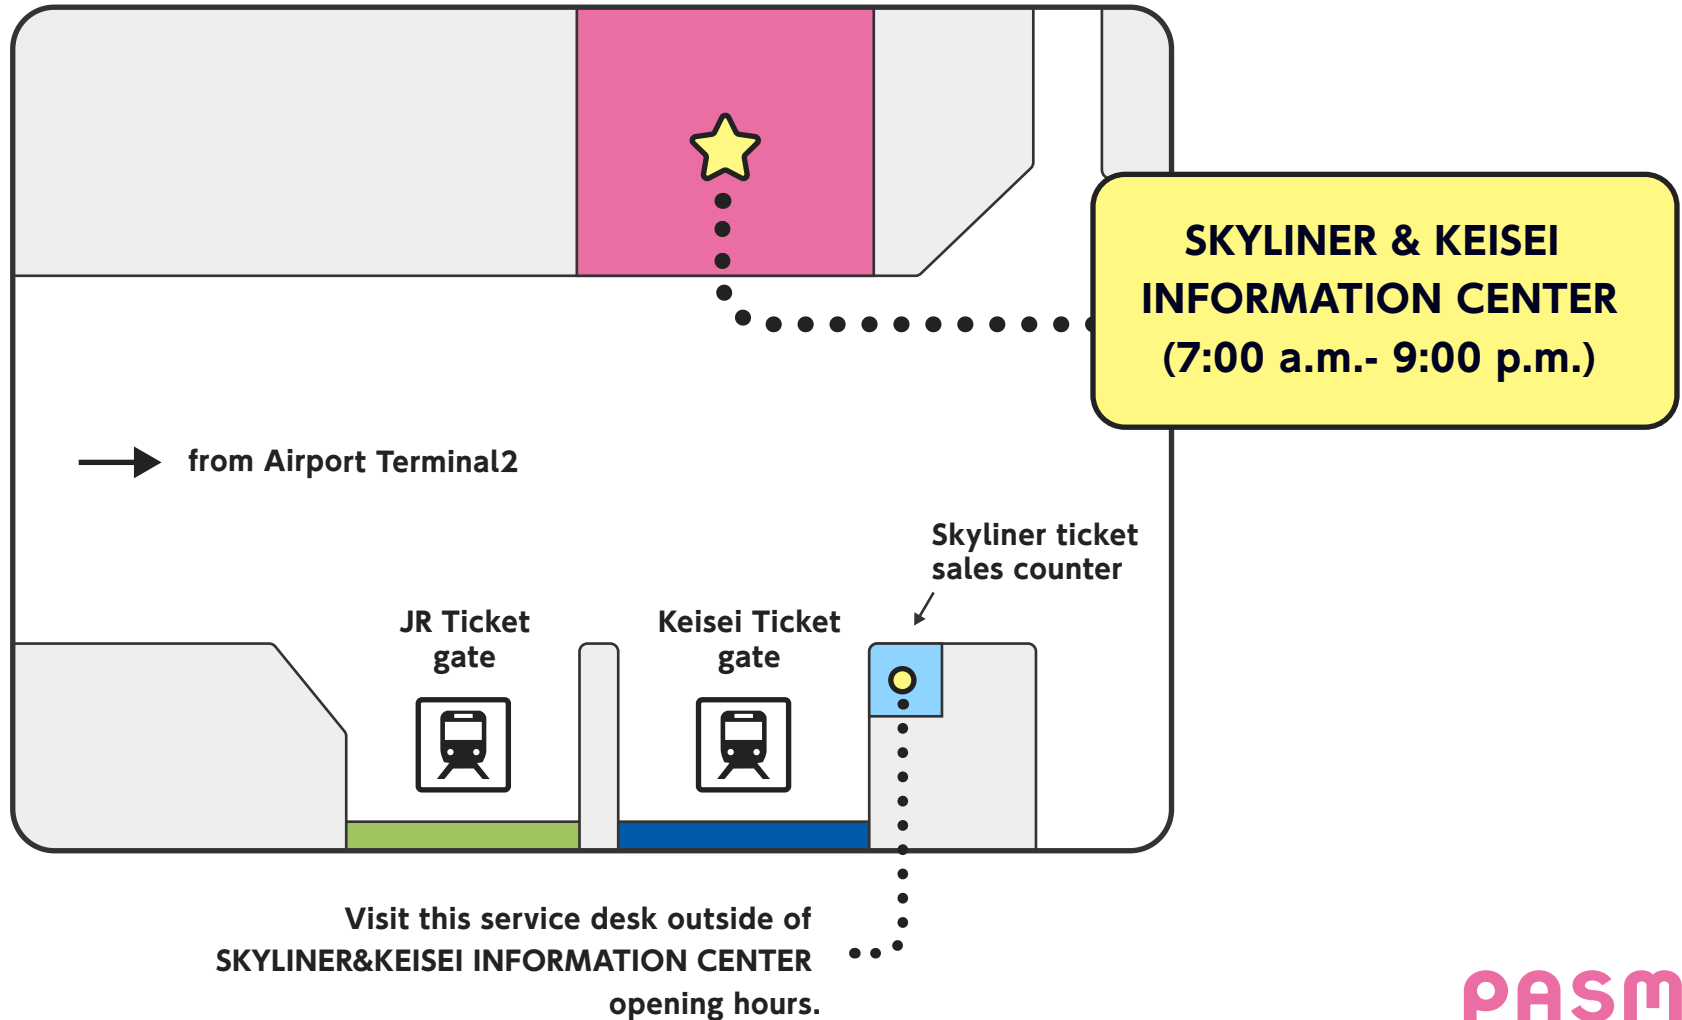 SKYLINER & KEISEI
INFORMATION CENTER
(7:00 a.m.- 9:00 p.m.)
from Airport Terminal2
Skyliner ticket
sales counter
JR Ticket
gate
Keisei Ticket
gate
Visit this service desk outside of
SKYLINER&KEISEI INFORMATION CENTER
opening hours.
PASM